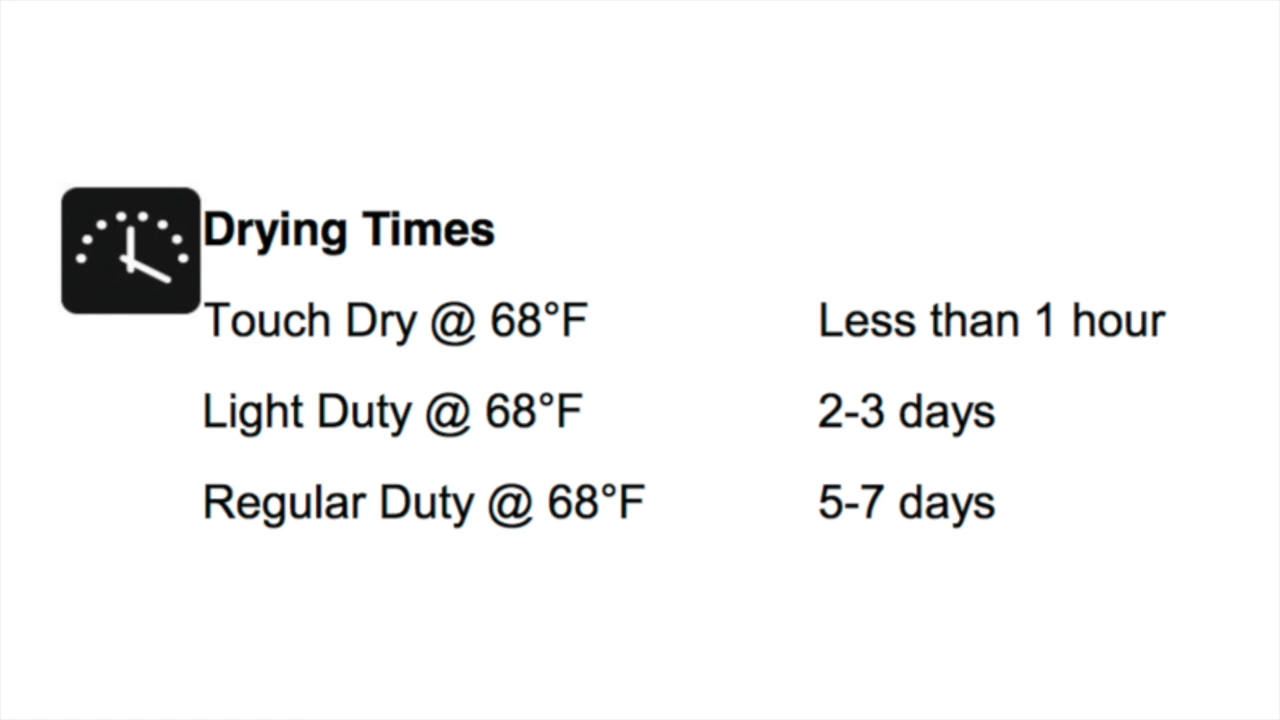 Drying Times
Touch Dry @ 68°F Less than 1 hour
Light Duty @ 68°F 2-3 days
Regular Duty @ 68°F 5-7 days